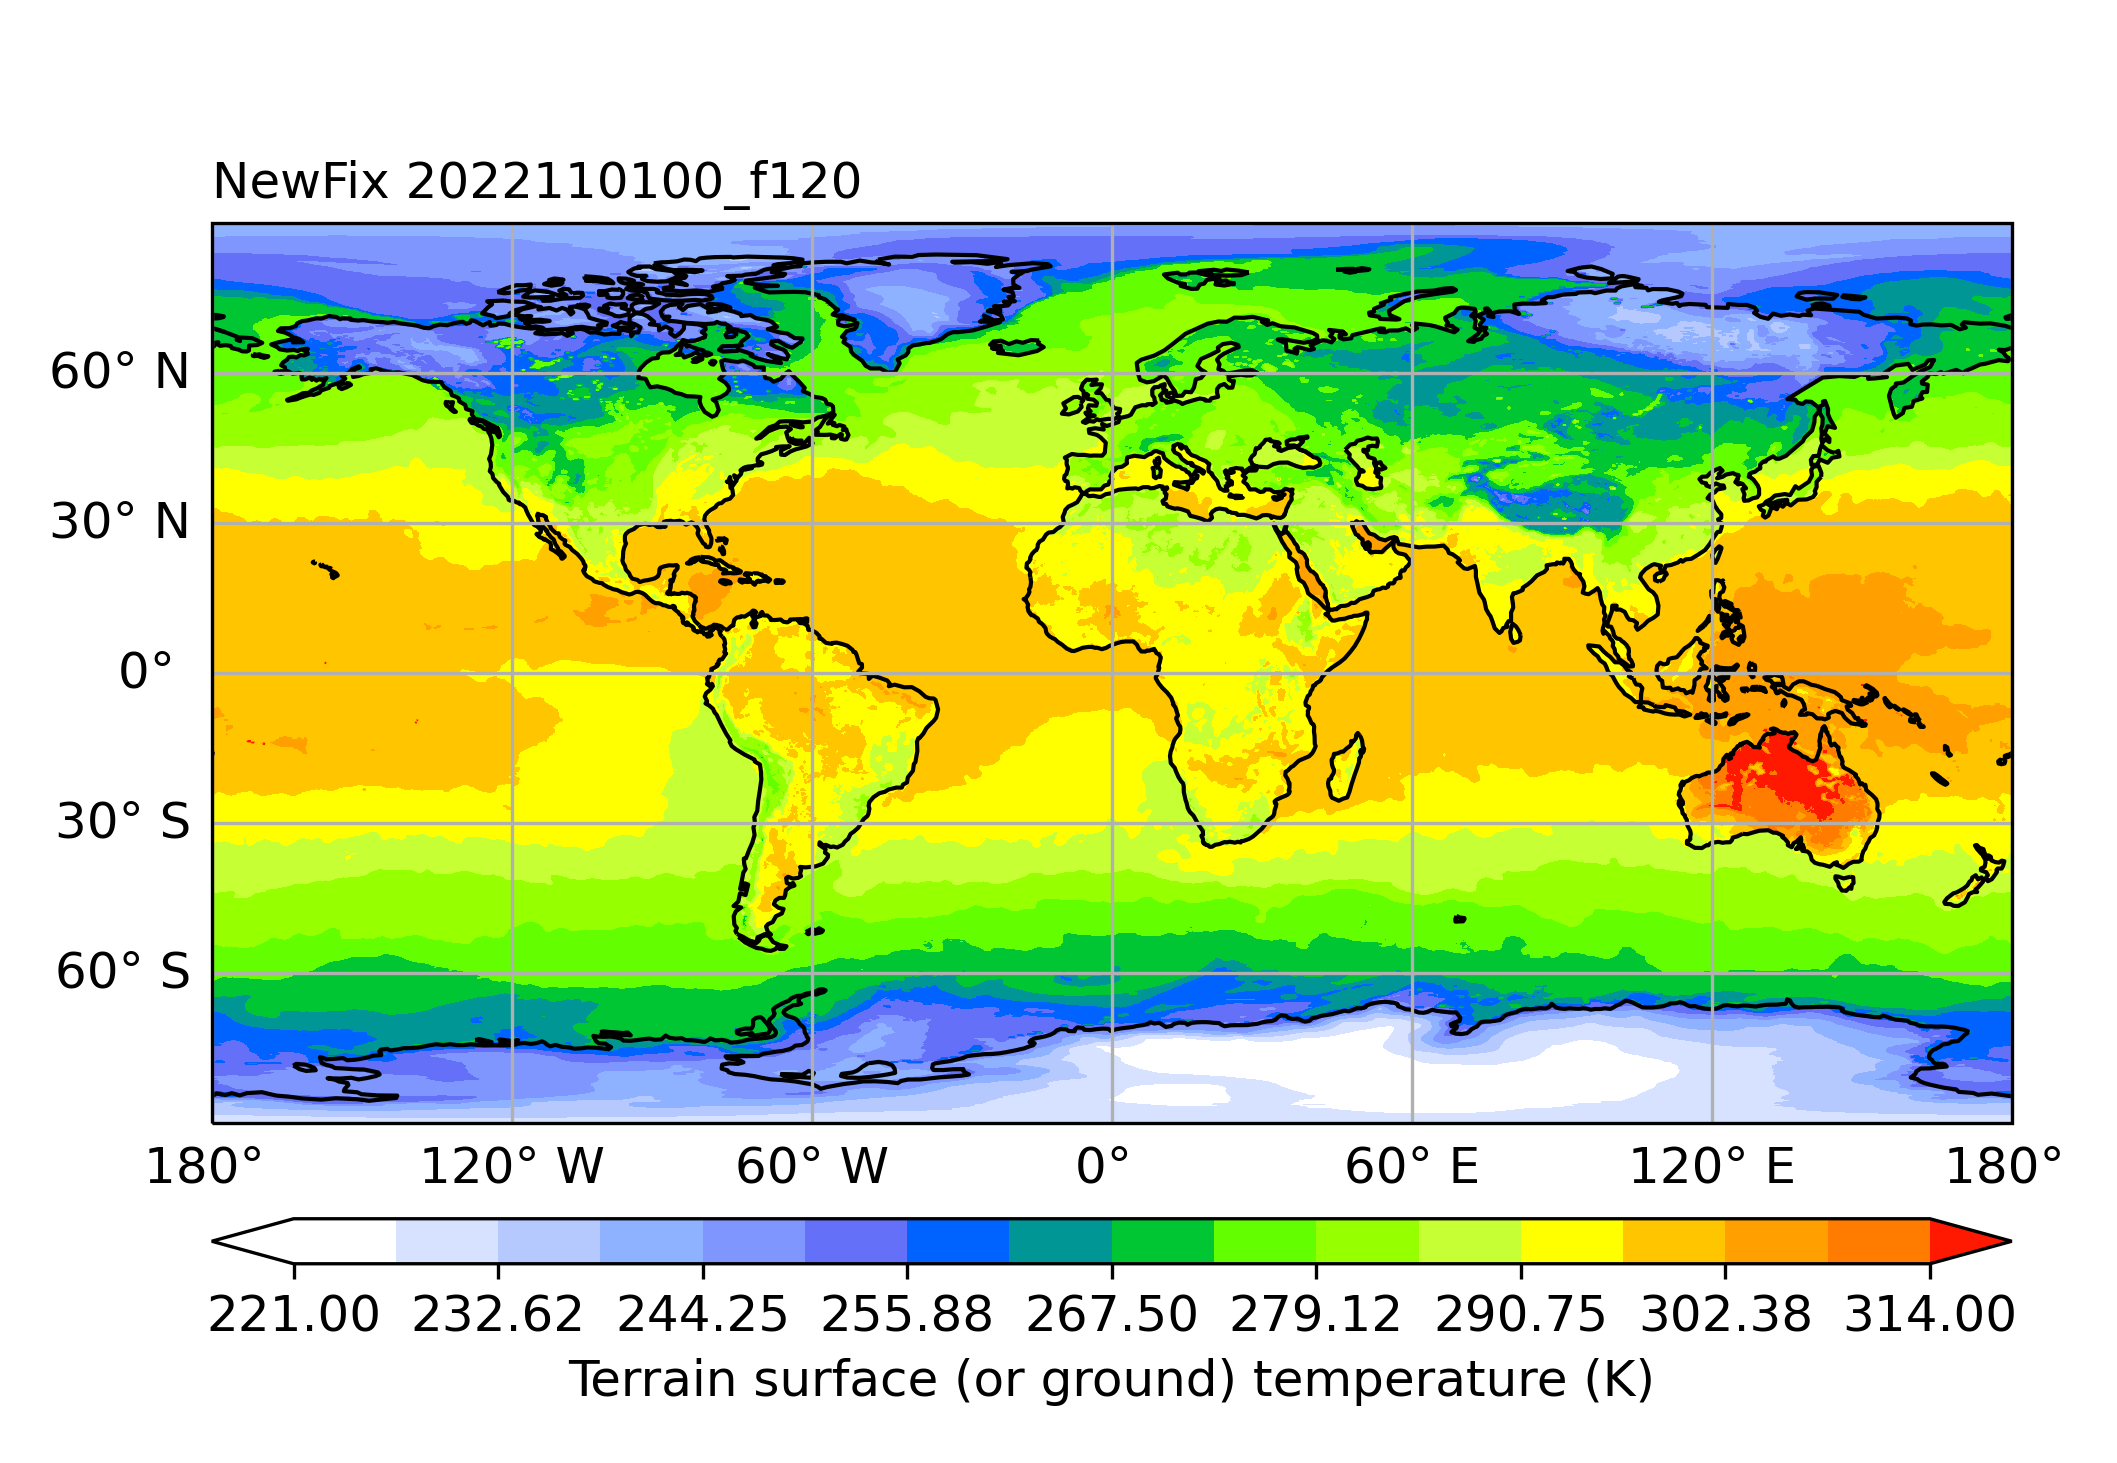 NewFix 2022110100_f120
60° N
30° N
0°
30° S
60° S
180° 120° W 60° W 0° 60° E 120° E 180°
221.00 232.62 244.25 255.88 267.50 279.12 290.75 302.38 314.00
Terrain surface (or ground) temperature (K)